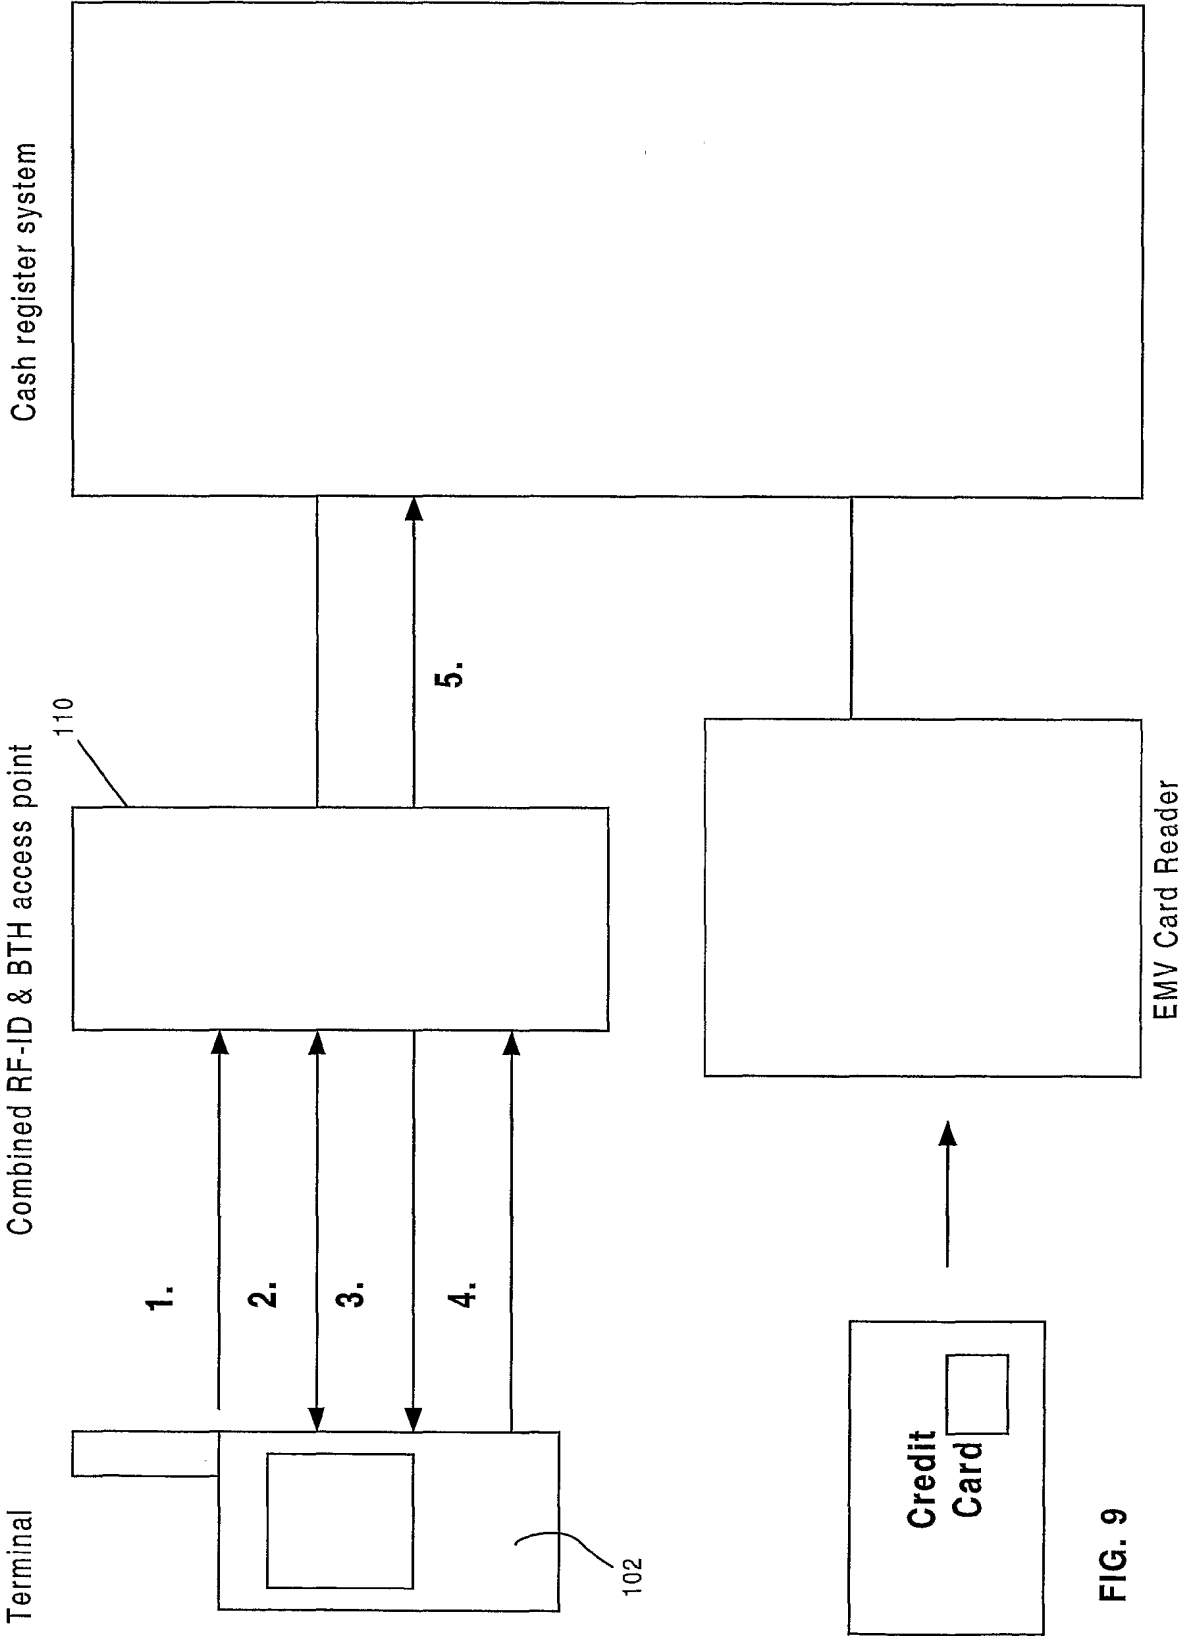 Terminal
Combined RF-ID & BTH access point
Cash register system
110
1.
2.
3.
4.
5.
102
Credit
Card
EMV Card Reader
FIG. 9